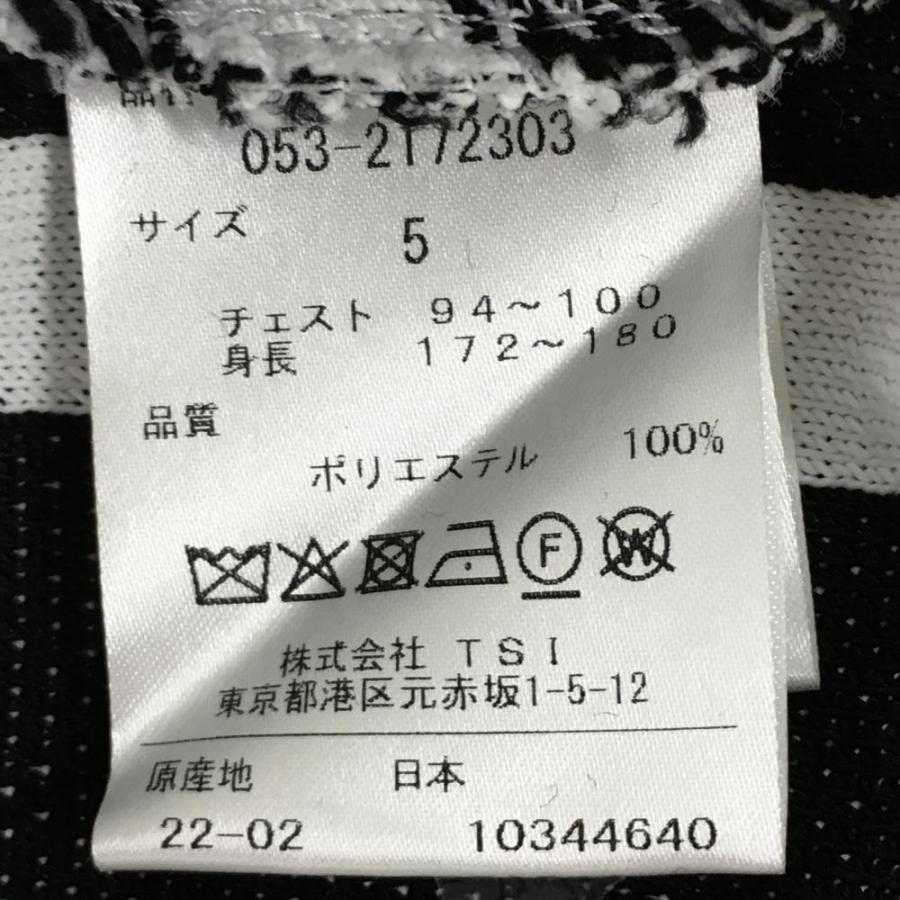 053-2172303
サイズ 5
チェスト 94~100
身長 172~180
品質
ポリエステル 100%
F W
株式会社 TSI
東京都港区元赤坂1-5-12
原産地 日本
22-02 10344640